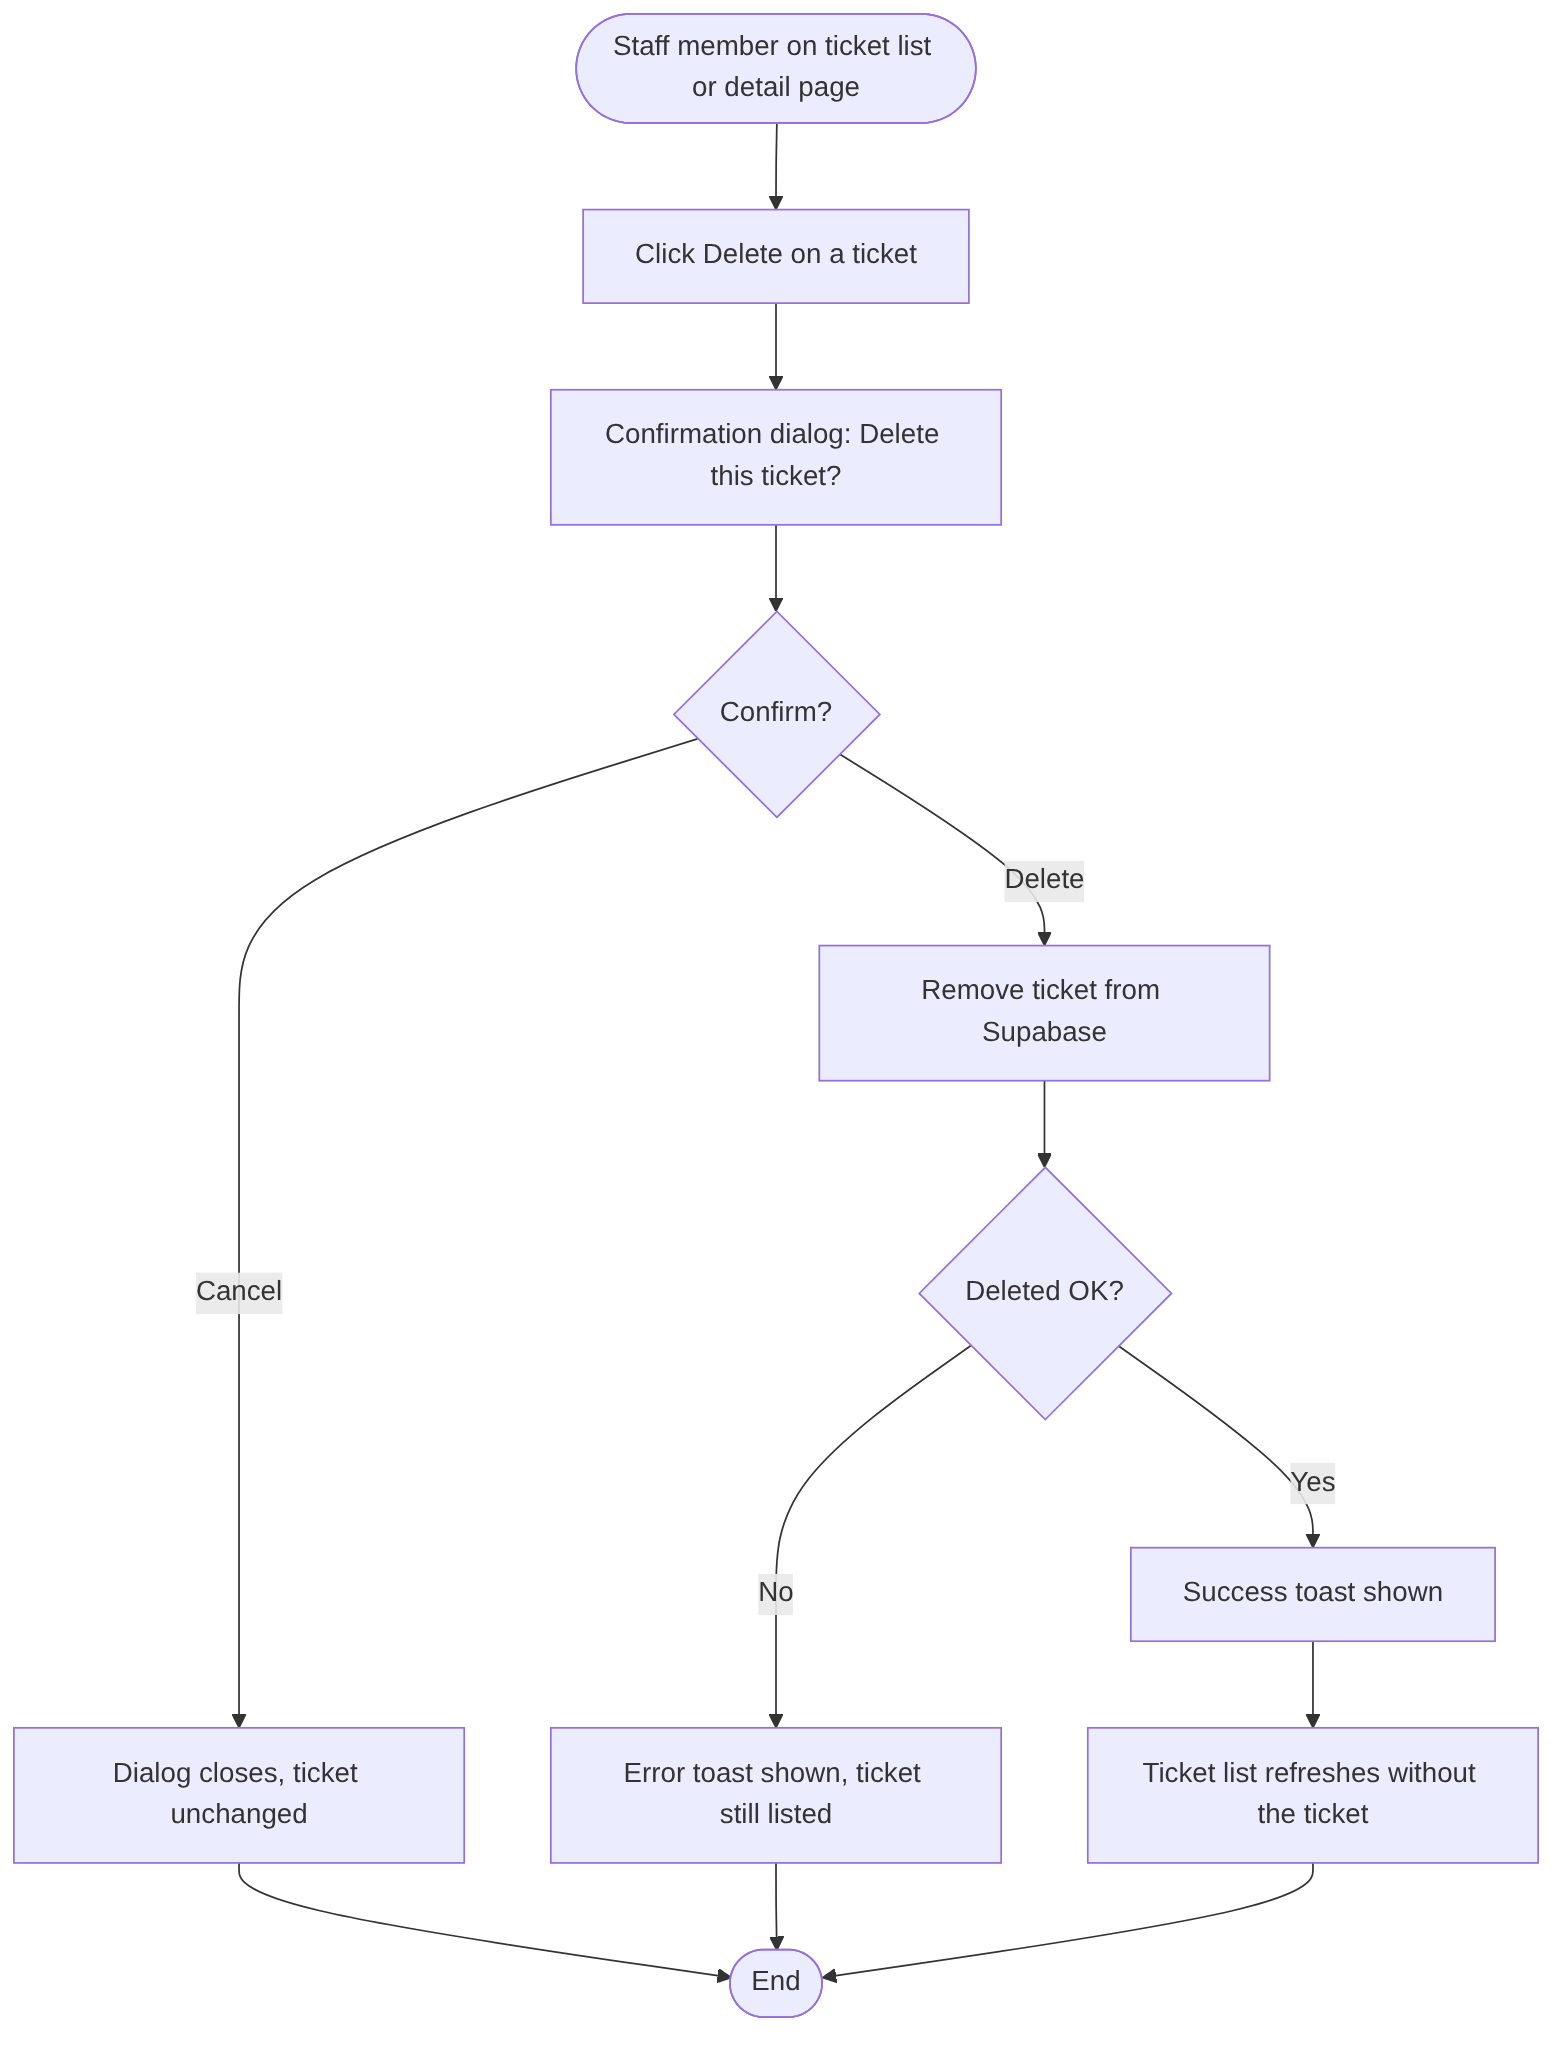 Staff member on ticket list
or detail page
Click Delete on a ticket
Confirmation dialog: Delete
this ticket?
Confirm?
Delete
Remove ticket from
Supabase
Cancel
Deleted OK?
Yes
No
Success toast shown
Dialog closes, ticket
unchanged
Error toast shown, ticket
still listed
Ticket list refreshes without
the ticket
End